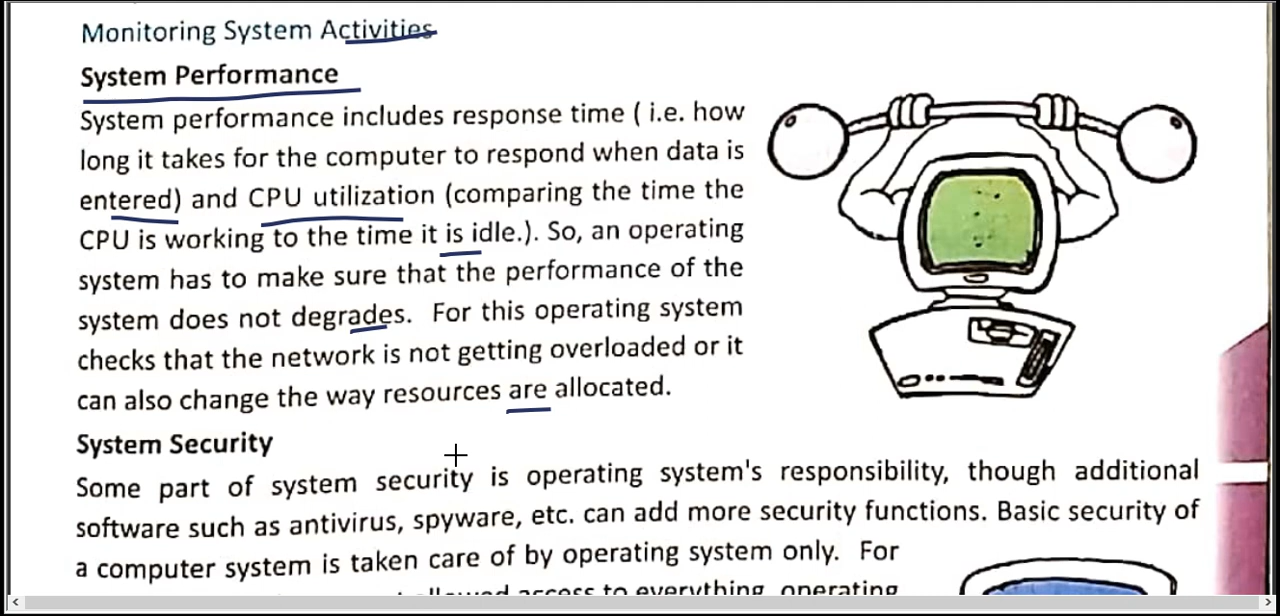 Monitoring System Activities
System Performance
System performance includes response time ( i.e. how
long it takes for the computer to respond when data is
entered) and CPU utilization (comparing the time the
CPU is working to the time it is idle.). So, an operating
system has to make sure that the performance of the
system does not degrades. For this operating system
checks that the network is not getting overloaded or it
can also change the way resources are allocated.
System Security
Some part of system security is operating system's responsibility, though additional
software such as antivirus, spyware, etc. can add more security functions. Basic security of
a computer system is taken care of by operating system only. For
access to everything, operating